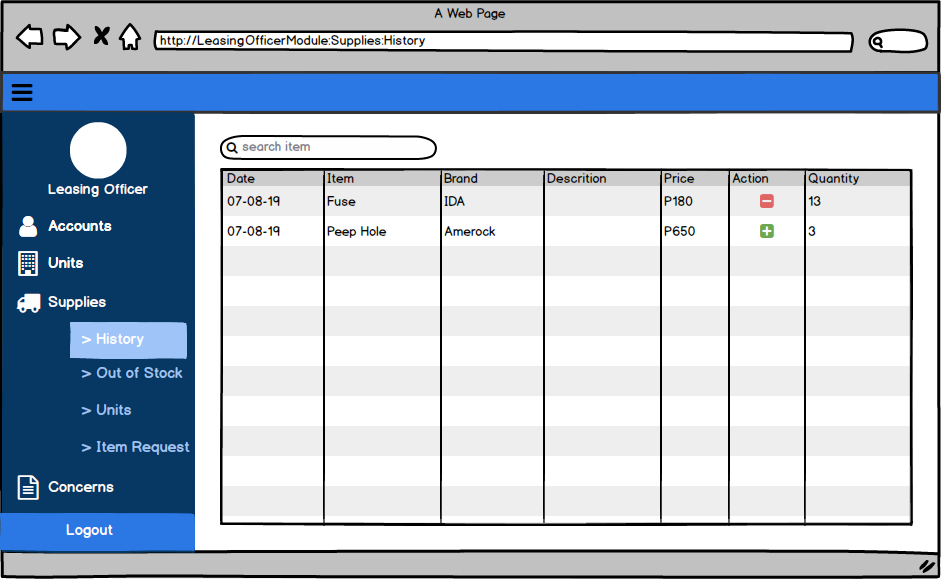 A Web Page
http://LeasingOfficerModule:Supplies:History
Leasing Officer
Accounts
Units
Supplies
> History
> Out of Stock
> Units
> Item Request
Concerns
Logout
search item
Date Item Brand Descrition Price Action Quantity
07-08-19 Fuse IDA P180 13
07-08-19 Peep Hole Amerock P650 3